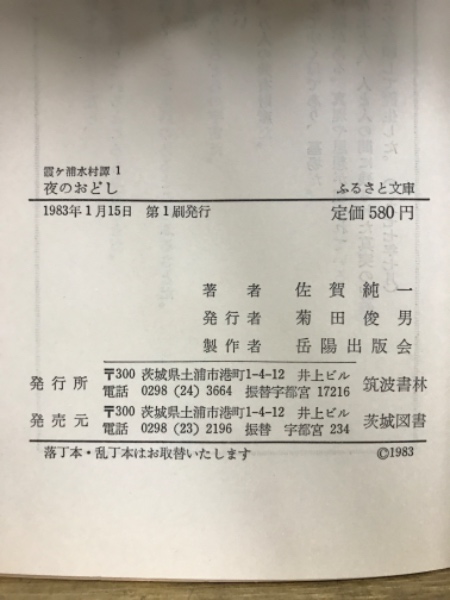 霞ケ浦水村譚 1
夜のおどし ふるさと文庫
1983年1月15日 第1刷発行 定価580円
著者 佐賀純一
発行者 菊田俊男
製作者 岳陽出版会
発行所 〒300 茨城県土浦市港町1-4-12 井上ビル 筑波書林
電話 0298 (24) 3664 振替宇都宮 17216
発売元 〒300 茨城県土浦市港町1-4-12 井上ビル 茨城図書
電話 0298 (23) 2196 振替 宇都宮 234
落丁本・乱丁本はお取替いたします ©1983